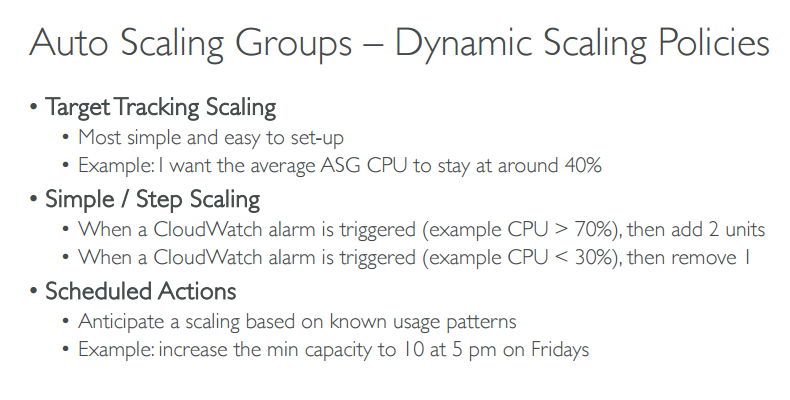 Auto Scaling Groups – Dynamic Scaling Policies
• Target Tracking Scaling
• Most simple and easy to set-up
• Example: I want the average ASG CPU to stay at around 40%
• Simple / Step Scaling
• When a CloudWatch alarm is triggered (example CPU > 70%), then add 2 units
• When a CloudWatch alarm is triggered (example CPU < 30%), then remove 1
• Scheduled Actions
• Anticipate a scaling based on known usage patterns
• Example: increase the min capacity to 10 at 5 pm on Fridays